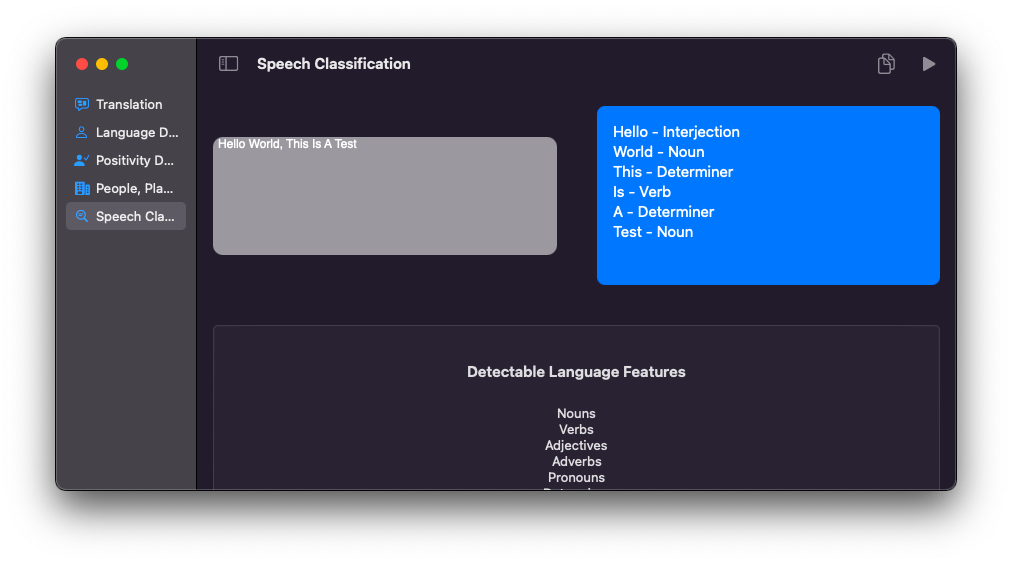 Speech Classification
Translation
Language D...
Positivity D...
People, Pla...
Speech Cla...
Hello World, This Is A Test
Hello - Interjection
World - Noun
This - Determiner
Is - Verb
A - Determiner
Test - Noun
Detectable Language Features
Nouns
Verbs
Adjectives
Adverbs
Pronouns